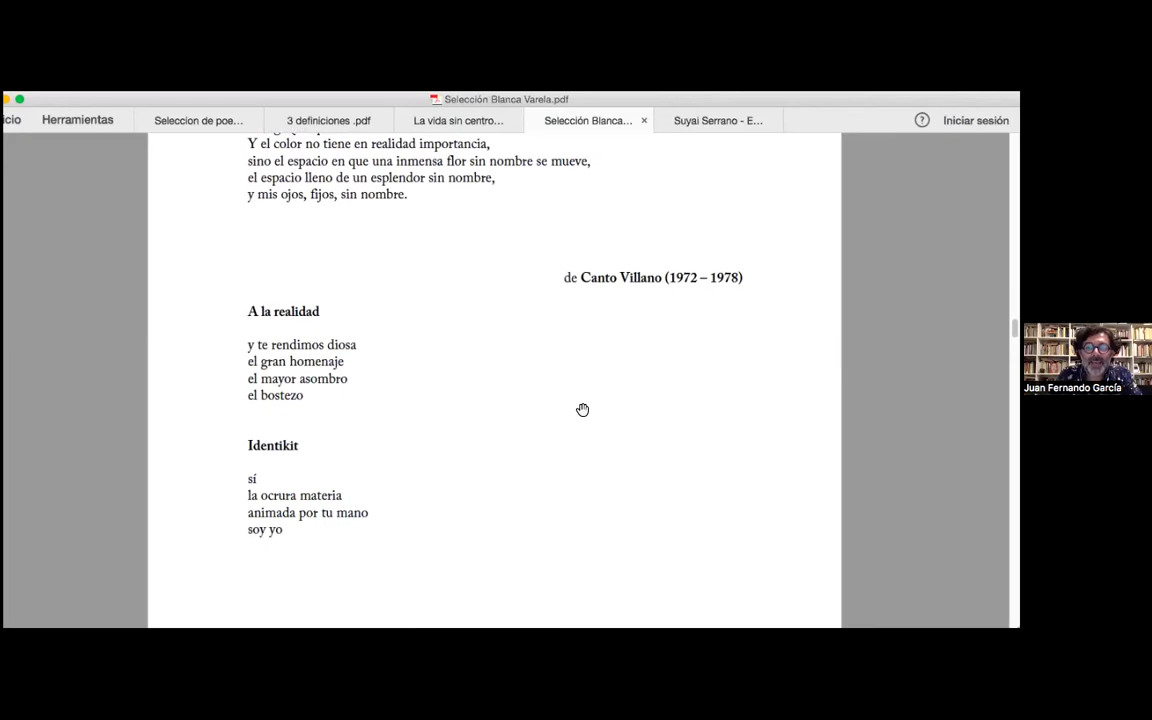 Selección Blanca Varela.pdf
icio Herramientas Seleccion de poe... 3 definiciones .pdf La vida sin centro... Selección Blanca... × Suyai Serrano - E... ? Iniciar sesión
Y el color no tiene en realidad importancia,
sino el espacio en que una inmensa flor sin nombre se mueve,
el espacio lleno de un esplendor sin nombre,
y mis ojos, fijos, sin nombre.
de Canto Villano (1972 – 1978)
A la realidad
y te rendimos diosa
el gran homenaje
el mayor asombro
el bostezo
Identikit
sí
la ocrura materia
animada por tu mano
soy yo
Juan Fernando García